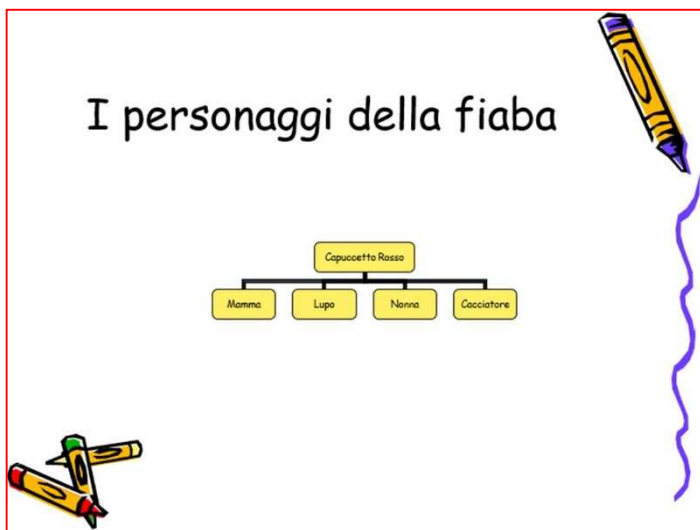 I personaggi della fiaba
Capuccetto Rosso
Mamma
Lupo
Nonna
Cacciatore